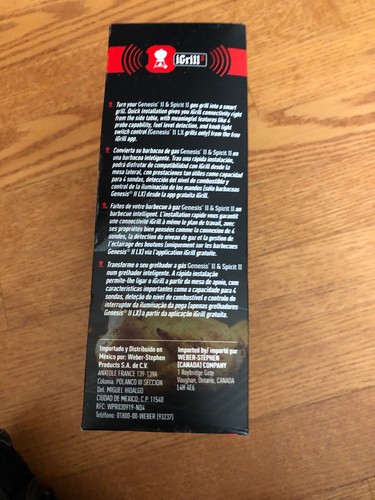 iGrill³
Turn your Genesis® II & Spirit II gas grill into a smart
grill. Quick installation gives you iGrill connectivity right
from the side table, with meaningful features like 4
probe capability, fuel level detection, and knob light
switch control (Genesis® II LX grills only) from the free
iGrill app.
Convierta su barbacoa de gas Genesis® II & Spirit II en
una barbacoa inteligente. Tras una rápida instalación,
podrá disfrutar de compatibilidad con iGrill desde la
mesa lateral, con prestaciones tan útiles como capacidad
para 4 sondas, detección del nivel de combustible y
control de la iluminación de los mandos (solo barbacoas
Genesis® II LX) desde la app gratuita iGrill.
Faites de votre barbecue à gaz Genesis® II & Spirit II un
barbecue intelligent. L'installation rapide vous garantit
une connectivité iGrill à même le plan de travail, avec
ses propriétés bien pensées comme la connexion de 4
sondes, la détection du niveau de gaz et la gestion de
l'éclairage des boutons (uniquement sur les barbecues
Genesis® II LX) via l'application iGrill gratuite.
Transforme o seu grelhador a gás Genesis® II & Spirit II
num grelhador inteligente. A rápida instalação
permite-lhe ligar o iGrill a partir da mesa de apoio, com
características importantes como a capacidade para 4
sondas, deteção do nível de combustível e controlo do
interruptor da iluminação da pega (apenas grelhadores
Genesis® II LX) a partir da aplicação iGrill gratuita.
Importado y Distribuido en
México por: Weber-Stephen
Products S.A. de C.V.
ANATOLE FRANCE 139-139A
Colonia. POLANCO III SECCION
Del. MIGUEL HIDALGO
CIUDAD DE MEXICO; C.P. 11540
RFC: WPR030919-ND4
Teléfono: 01800-00-WEBER (93237)
Imported by/ importé par
WEBER-STEPHEN
(CANADA) COMPANY
1 Roybridge Gate
Vaughan, Ontario, CANADA
L4H 4E6